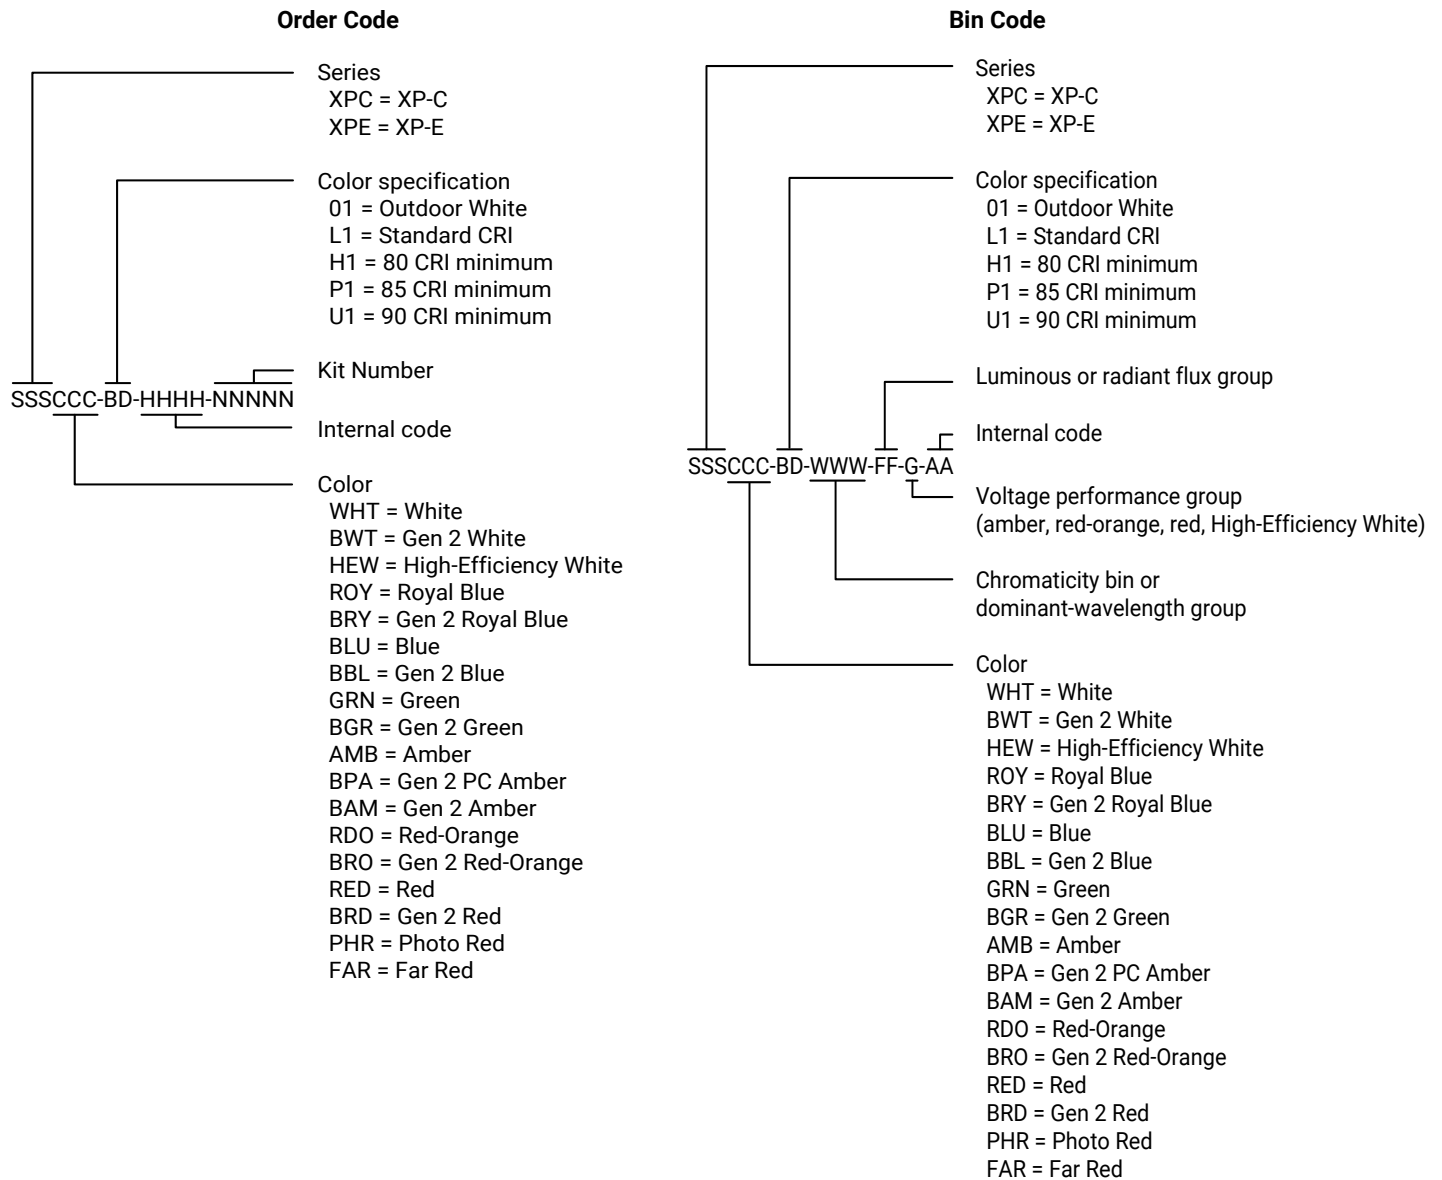 Order Code
Series
XPC = XP-C
XPE = XP-E
Color specification
01 = Outdoor White
L1 = Standard CRI
H1 = 80 CRI minimum
P1 = 85 CRI minimum
U1 = 90 CRI minimum
Kit Number
SSSCCC-BD-HHHH-NNNNN
Internal code
Color
WHT = White
BWT = Gen 2 White
HEW = High-Efficiency White
ROY = Royal Blue
BRY = Gen 2 Royal Blue
BLU = Blue
BBL = Gen 2 Blue
GRN = Green
BGR = Gen 2 Green
AMB = Amber
BPA = Gen 2 PC Amber
BAM = Gen 2 Amber
RDO = Red-Orange
BRO = Gen 2 Red-Orange
RED = Red
BRD = Gen 2 Red
PHR = Photo Red
FAR = Far Red
Bin Code
Series
XPC = XP-C
XPE = XP-E
Color specification
01 = Outdoor White
L1 = Standard CRI
H1 = 80 CRI minimum
P1 = 85 CRI minimum
U1 = 90 CRI minimum
Luminous or radiant flux group
Internal code
SSSCCC-BD-WWW-FF-G-AA
Voltage performance group
(amber, red-orange, red, High-Efficiency White)
Chromaticity bin or
dominant-wavelength group
Color
WHT = White
BWT = Gen 2 White
HEW = High-Efficiency White
ROY = Royal Blue
BRY = Gen 2 Royal Blue
BLU = Blue
BBL = Gen 2 Blue
GRN = Green
BGR = Gen 2 Green
AMB = Amber
BPA = Gen 2 PC Amber
BAM = Gen 2 Amber
RDO = Red-Orange
BRO = Gen 2 Red-Orange
RED = Red
BRD = Gen 2 Red
PHR = Photo Red
FAR = Far Red